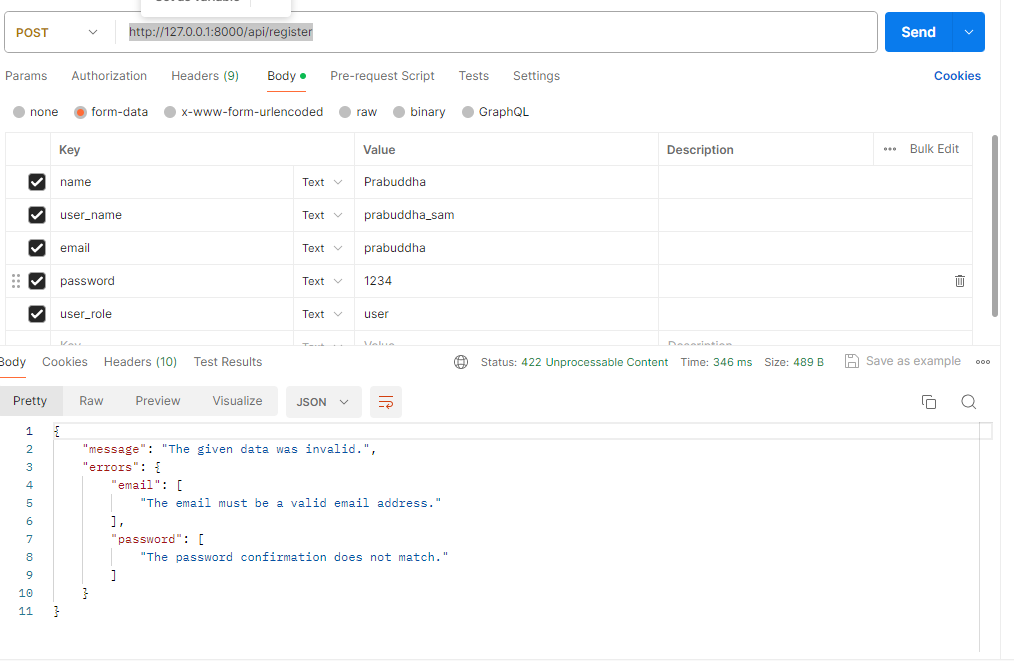 POST http://127.0.0.1:8000/api/register Send
Params Authorization Headers (9) Body Pre-request Script Tests Settings Cookies
none form-data x-www-form-urlencoded raw binary GraphQL
Key Value Description Bulk Edit
name Text Prabuddha
user_name Text prabuddha_sam
email Text prabuddha
password Text 1234
user_role Text user
Key Text Value Description
Body Cookies Headers (10) Test Results Status: 422 Unprocessable Content Time: 346 ms Size: 489 B Save as example
Pretty Raw Preview Visualize JSON
1 {
2 "message": "The given data was invalid.",
3 "errors": {
4 "email": [
5 "The email must be a valid email address."
6 ],
7 "password": [
8 "The password confirmation does not match."
9 ]
10 }
11 }